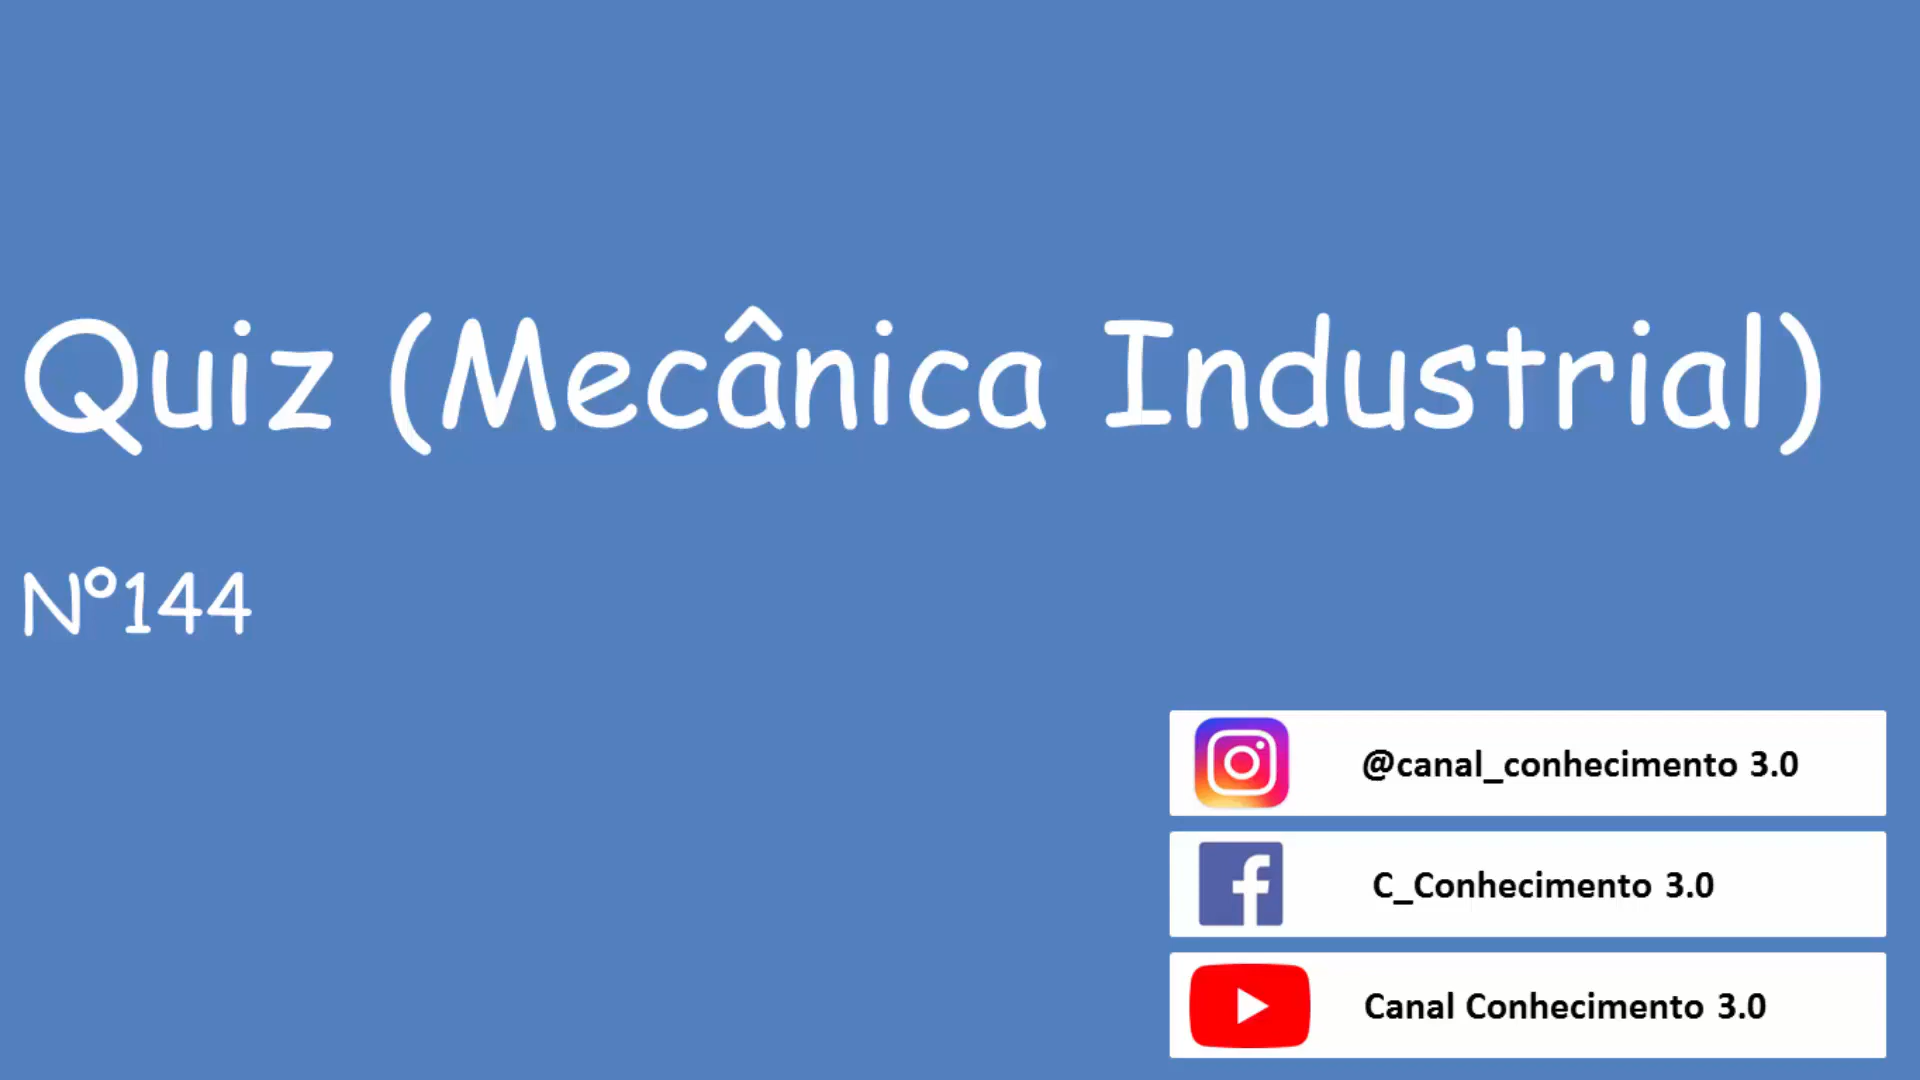 Quiz (Mecânica Industrial)
Nº144
@canal_conhecimento 3.0
C_Conhecimento 3.0
Canal Conhecimento 3.0